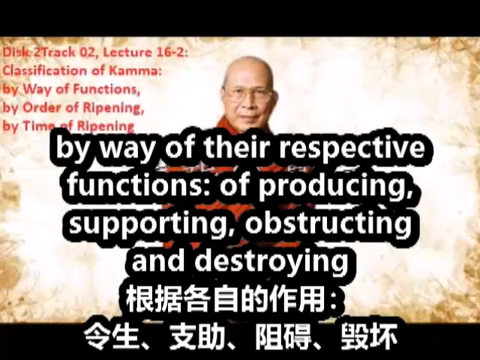 Disk 2Track 02, Lecture 16-2:
Classification of Kamma:
by Way of Functions,
by Order of Ripening,
by Time of Ripening
by way of their respective
functions: of producing,
supporting, obstructing
and destroying
根据各自的作用：
令生、支助、阻碍、毁坏